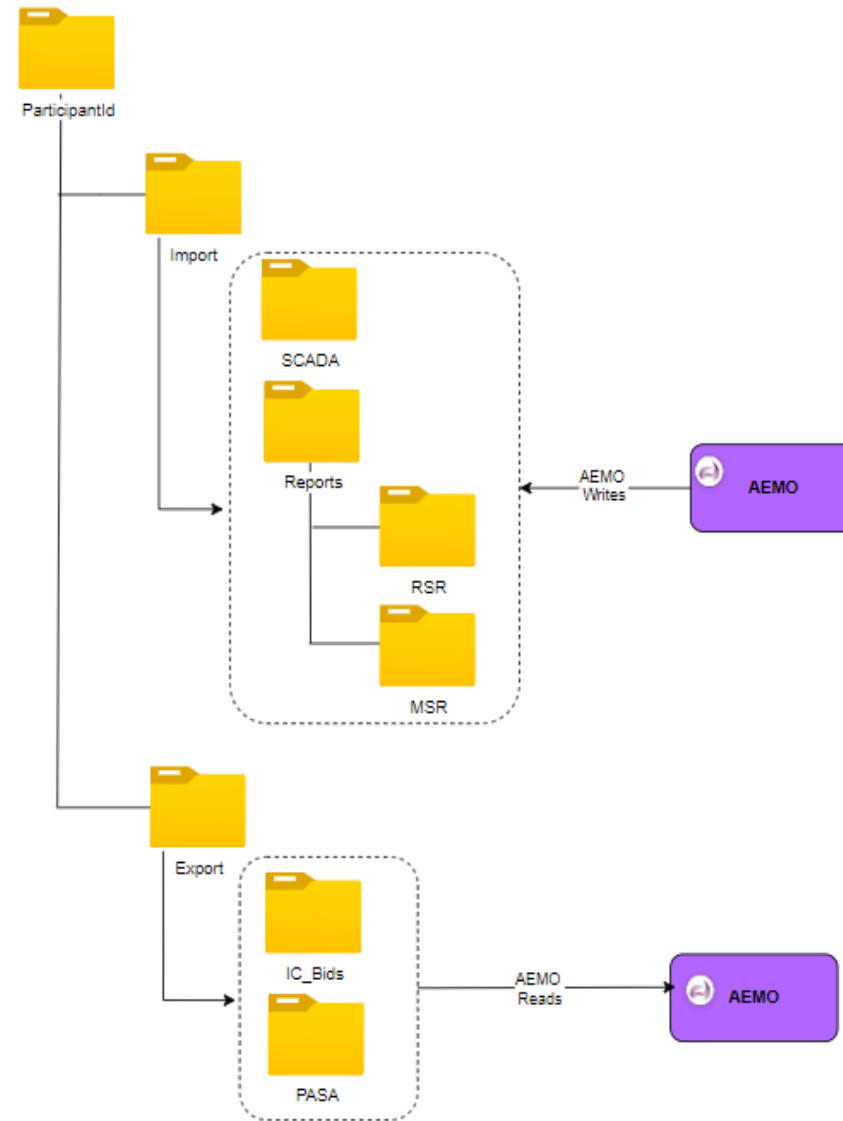 ParticipantId
Import
SCADA
Reports
AEMO
Writes
AEMO
RSR
MSR
Export
IC_Bids
AEMO
Reads
AEMO
PASA